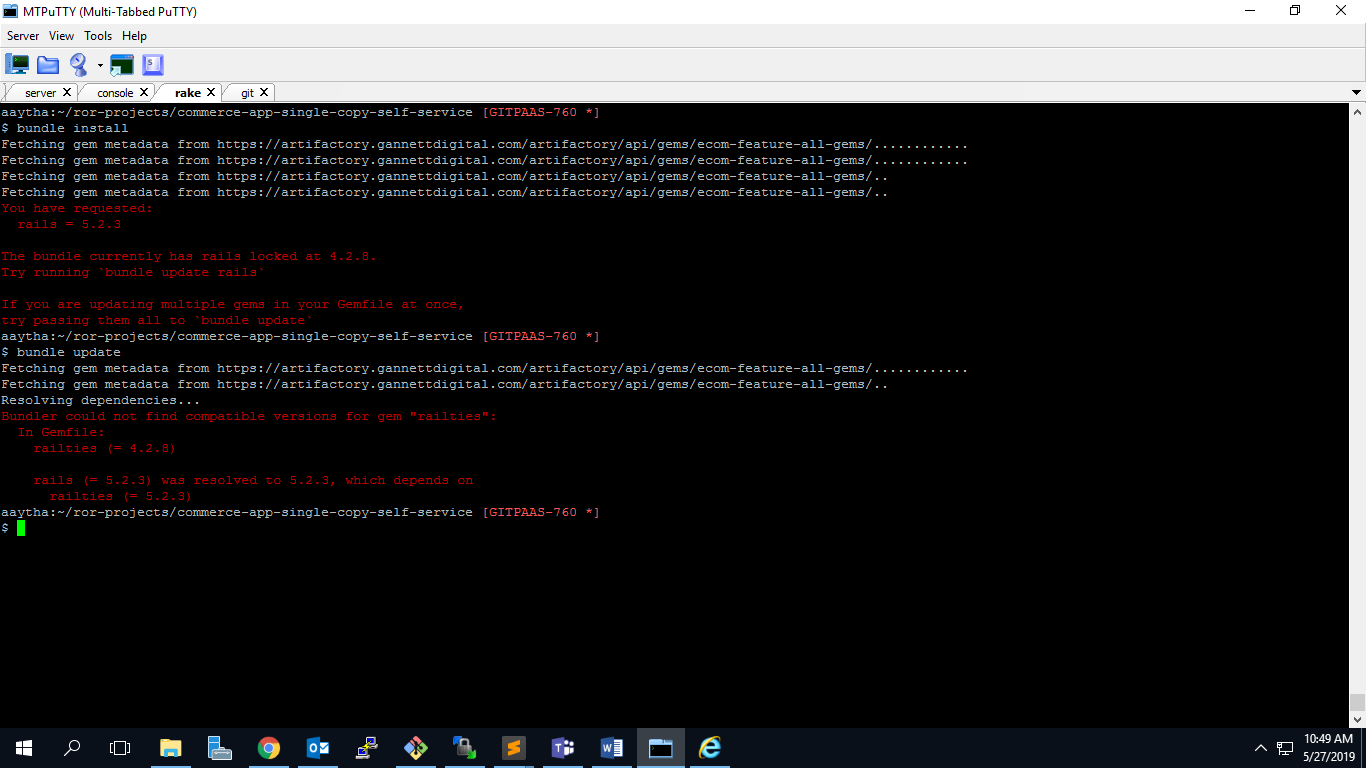 MTPuTTY (Multi-Tabbed PuTTY)
Server View Tools Help
server console rake git
aaytha:~/ror-projects/commerce-app-single-copy-self-service [GITPAAS-760 *]
$ bundle install
Fetching gem metadata from https://artifactory.gannettdigital.com/artifactory/api/gems/ecom-feature-all-gems/............
Fetching gem metadata from https://artifactory.gannettdigital.com/artifactory/api/gems/ecom-feature-all-gems/............
Fetching gem metadata from https://artifactory.gannettdigital.com/artifactory/api/gems/ecom-feature-all-gems/..
Fetching gem metadata from https://artifactory.gannettdigital.com/artifactory/api/gems/ecom-feature-all-gems/..
You have requested:
  rails = 5.2.3

The bundle currently has rails locked at 4.2.8.
Try running `bundle update rails`

If you are updating multiple gems in your Gemfile at once,
try passing them all to `bundle update`
aaytha:~/ror-projects/commerce-app-single-copy-self-service [GITPAAS-760 *]
$ bundle update
Fetching gem metadata from https://artifactory.gannettdigital.com/artifactory/api/gems/ecom-feature-all-gems/............
Fetching gem metadata from https://artifactory.gannettdigital.com/artifactory/api/gems/ecom-feature-all-gems/..
Resolving dependencies...
Bundler could not find compatible versions for gem "railties":
  In Gemfile:
    railties (= 4.2.8)

    rails (= 5.2.3) was resolved to 5.2.3, which depends on
      railties (= 5.2.3)
aaytha:~/ror-projects/commerce-app-single-copy-self-service [GITPAAS-760 *]
$
10:49 AM
5/27/2019